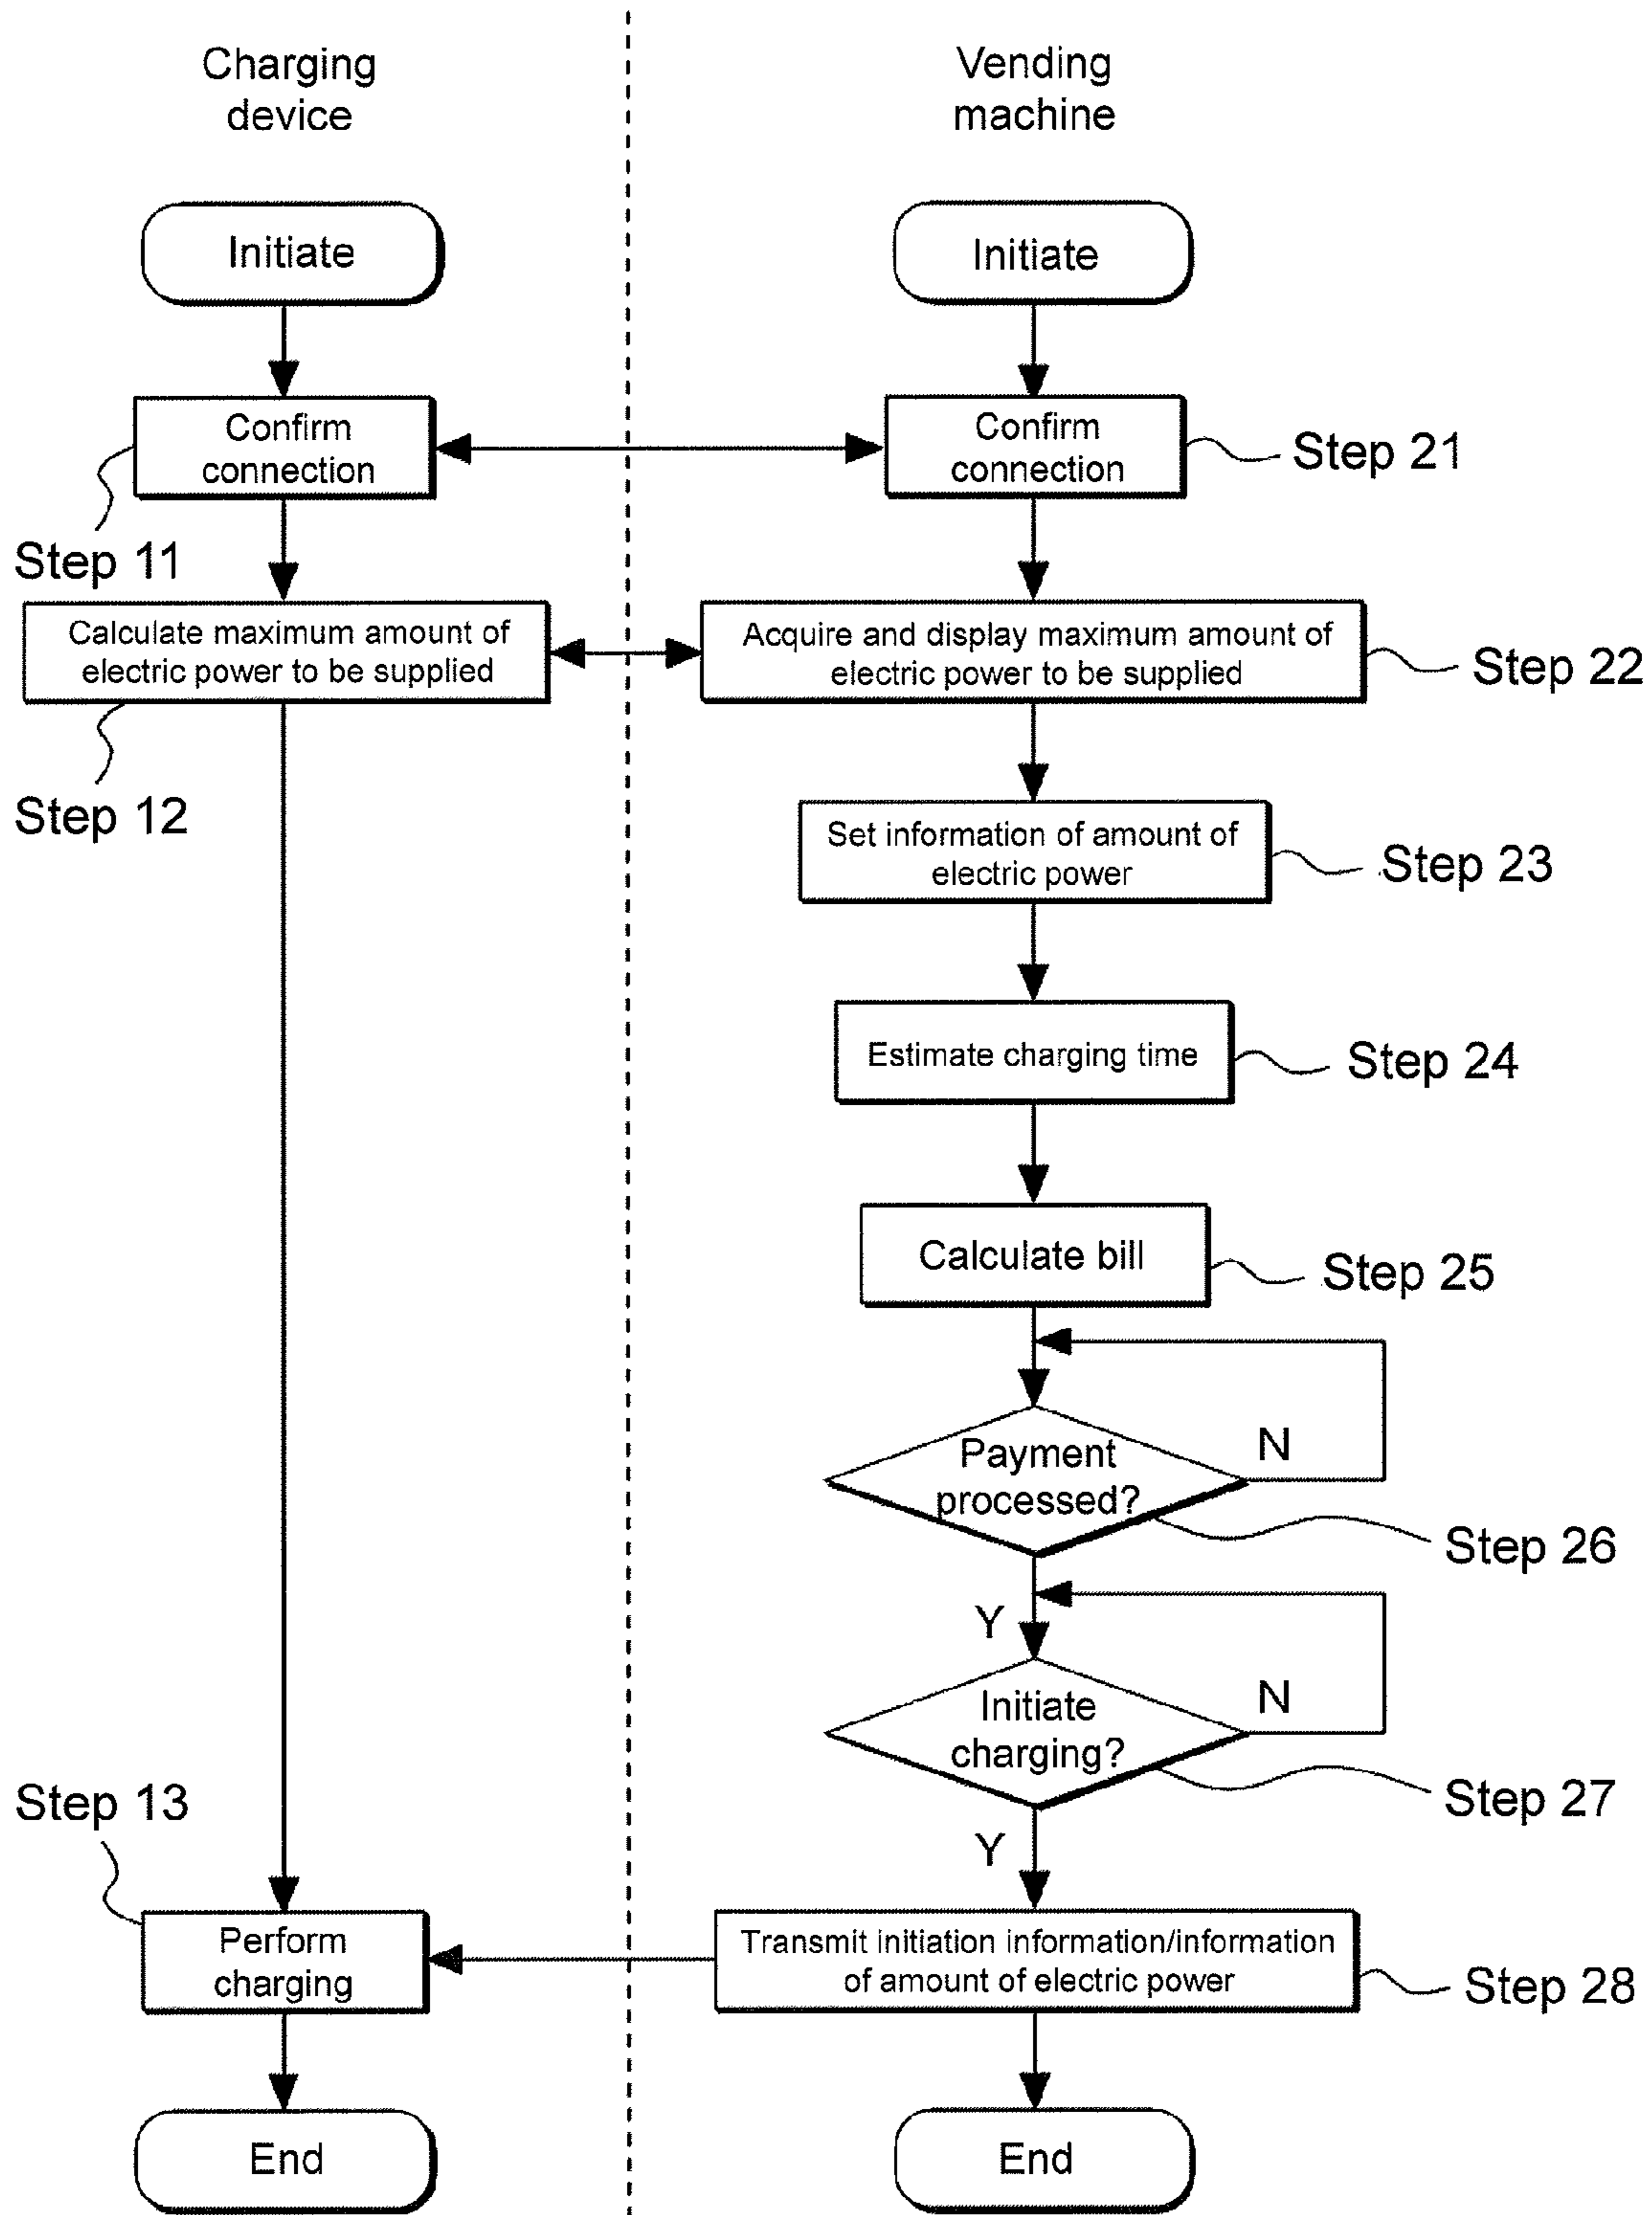 Charging
device
Vending
machine
Initiate
Initiate
Confirm
connection
Confirm
connection
Step 21
Step 11
Calculate maximum amount of
electric power to be supplied
Acquire and display maximum amount of
electric power to be supplied
Step 22
Step 12
Set information of amount of
electric power
Step 23
Estimate charging time
Step 24
Calculate bill
Step 25
Payment
processed?
N
Step 26
Y
Initiate
charging?
N
Step 27
Y
Step 13
Perform
charging
Transmit initiation information/information
of amount of electric power
Step 28
End
End